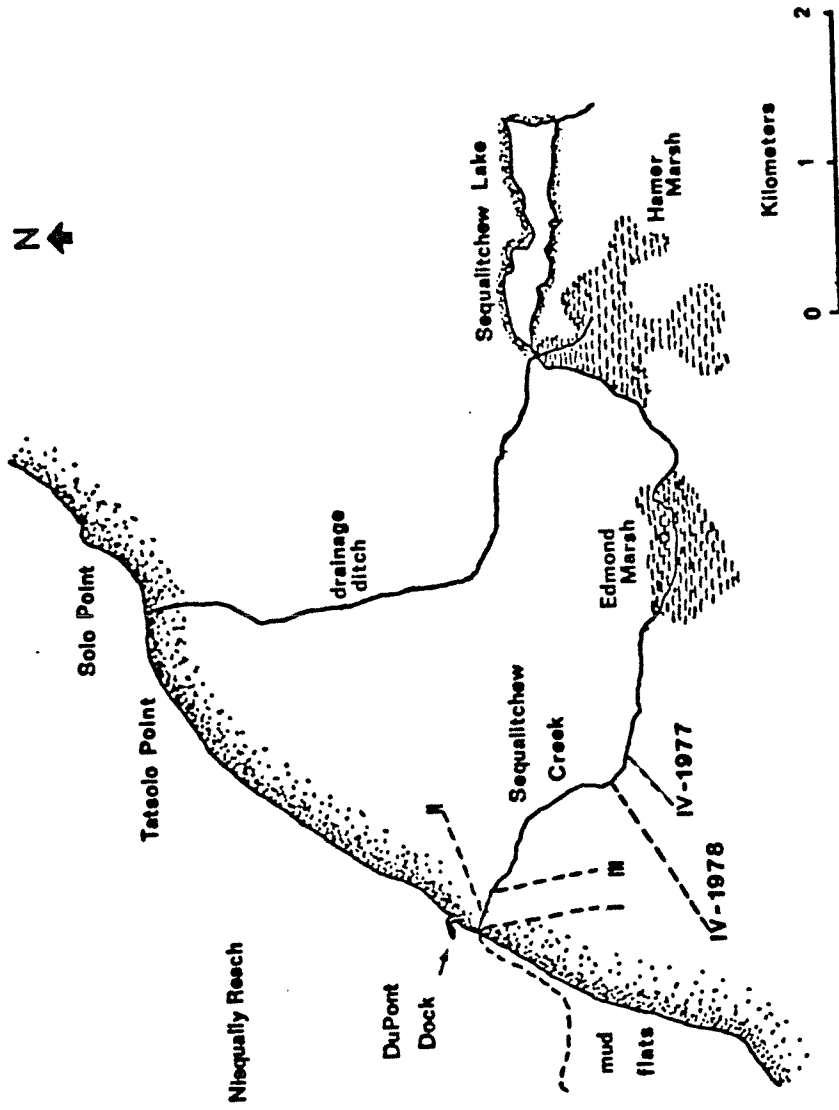 N
Solo Point
Tatsolo Point
Nisqually Reach
DuPont
Dock
mud
flats
drainage
ditch
Sequalitchew Lake
Hamer
Marsh
Edmond
Marsh
Sequalitchew
Creek
II
III
I
IV-1978
IV-1977
Kilometers
0
1
2